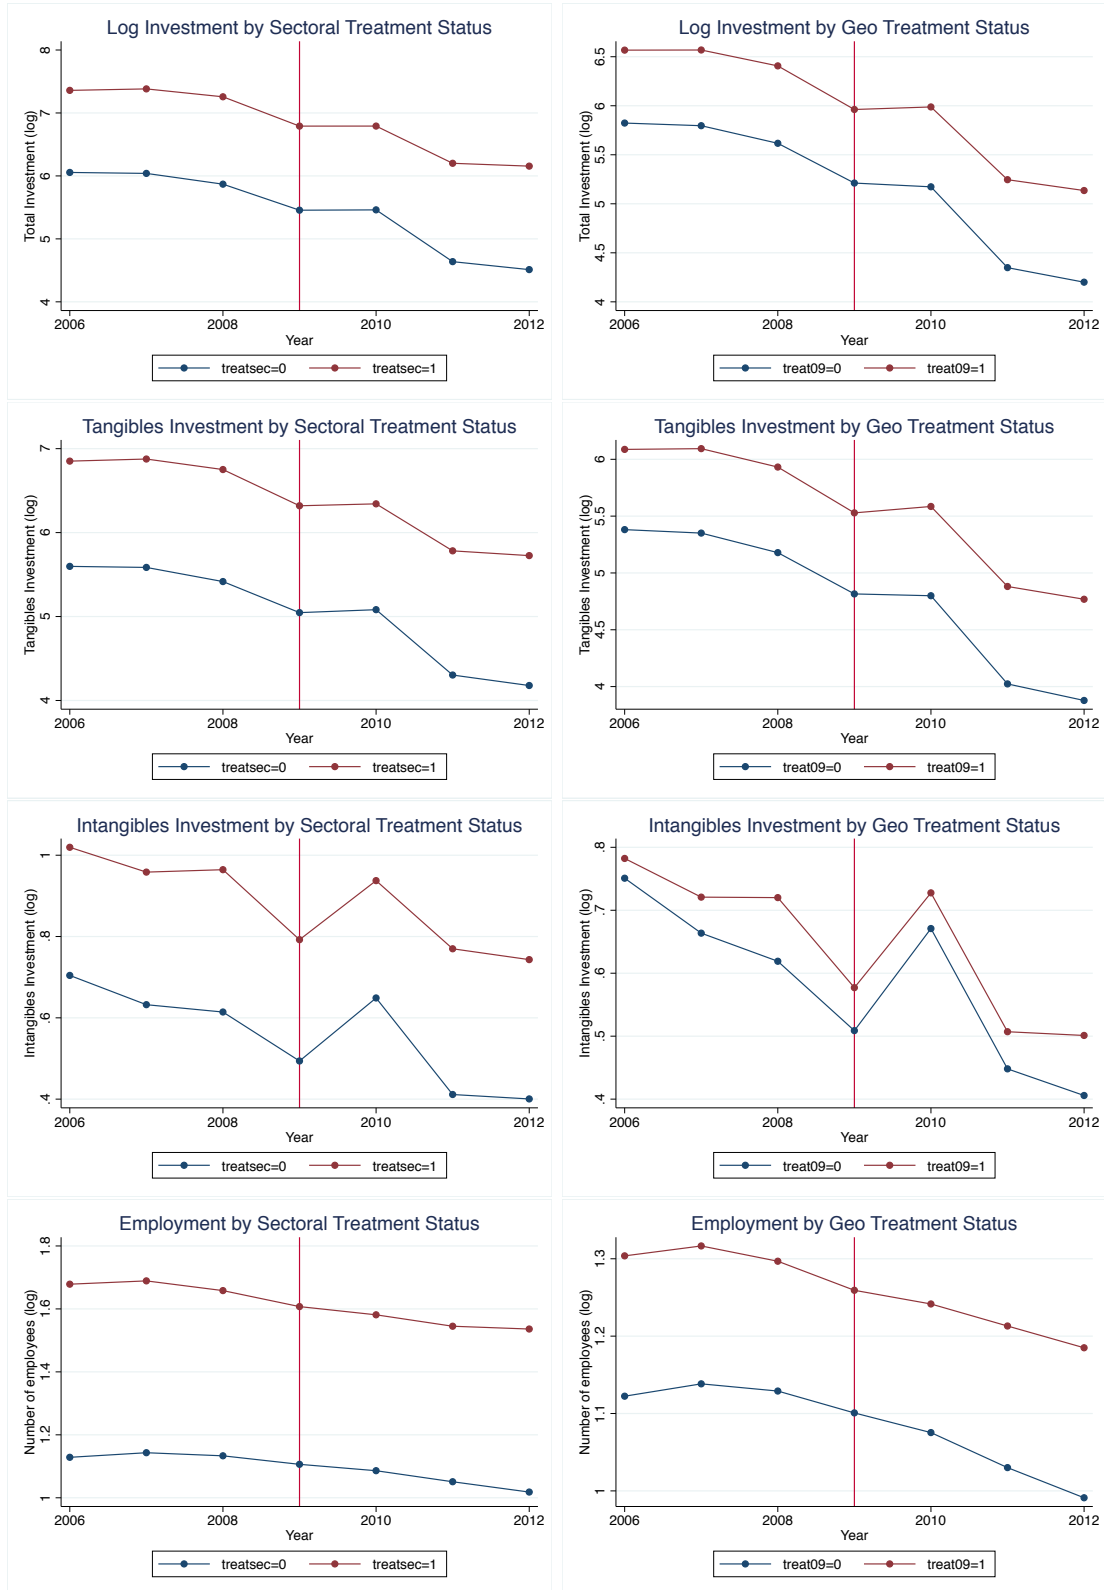 Log Investment by Sectoral Treatment Status
Total Investment (log)
8
7
6
5
4
2006 2008 2010 2012
Year
treatsec=0 treatsec=1
Log Investment by Geo Treatment Status
Total Investment (log)
6.5
6
5.5
5
4.5
4
2006 2008 2010 2012
Year
treat09=0 treat09=1
Tangibles Investment by Sectoral Treatment Status
Tangibles Investment (log)
7
6
5
4
2006 2008 2010 2012
Year
treatsec=0 treatsec=1
Tangibles Investment by Geo Treatment Status
Tangibles Investment (log)
6
5.5
5
4.5
4
2006 2008 2010 2012
Year
treat09=0 treat09=1
Intangibles Investment by Sectoral Treatment Status
Intangibles Investment (log)
1
.8
.6
.4
2006 2008 2010 2012
Year
treatsec=0 treatsec=1
Intangibles Investment by Geo Treatment Status
Intangibles Investment (log)
.8
.7
.6
.5
.4
2006 2008 2010 2012
Year
treat09=0 treat09=1
Employment by Sectoral Treatment Status
Number of employees (log)
1.8
1.6
1.4
1.2
1
2006 2008 2010 2012
Year
treatsec=0 treatsec=1
Employment by Geo Treatment Status
Number of employees (log)
1.3
1.2
1.1
1
2006 2008 2010 2012
Year
treat09=0 treat09=1